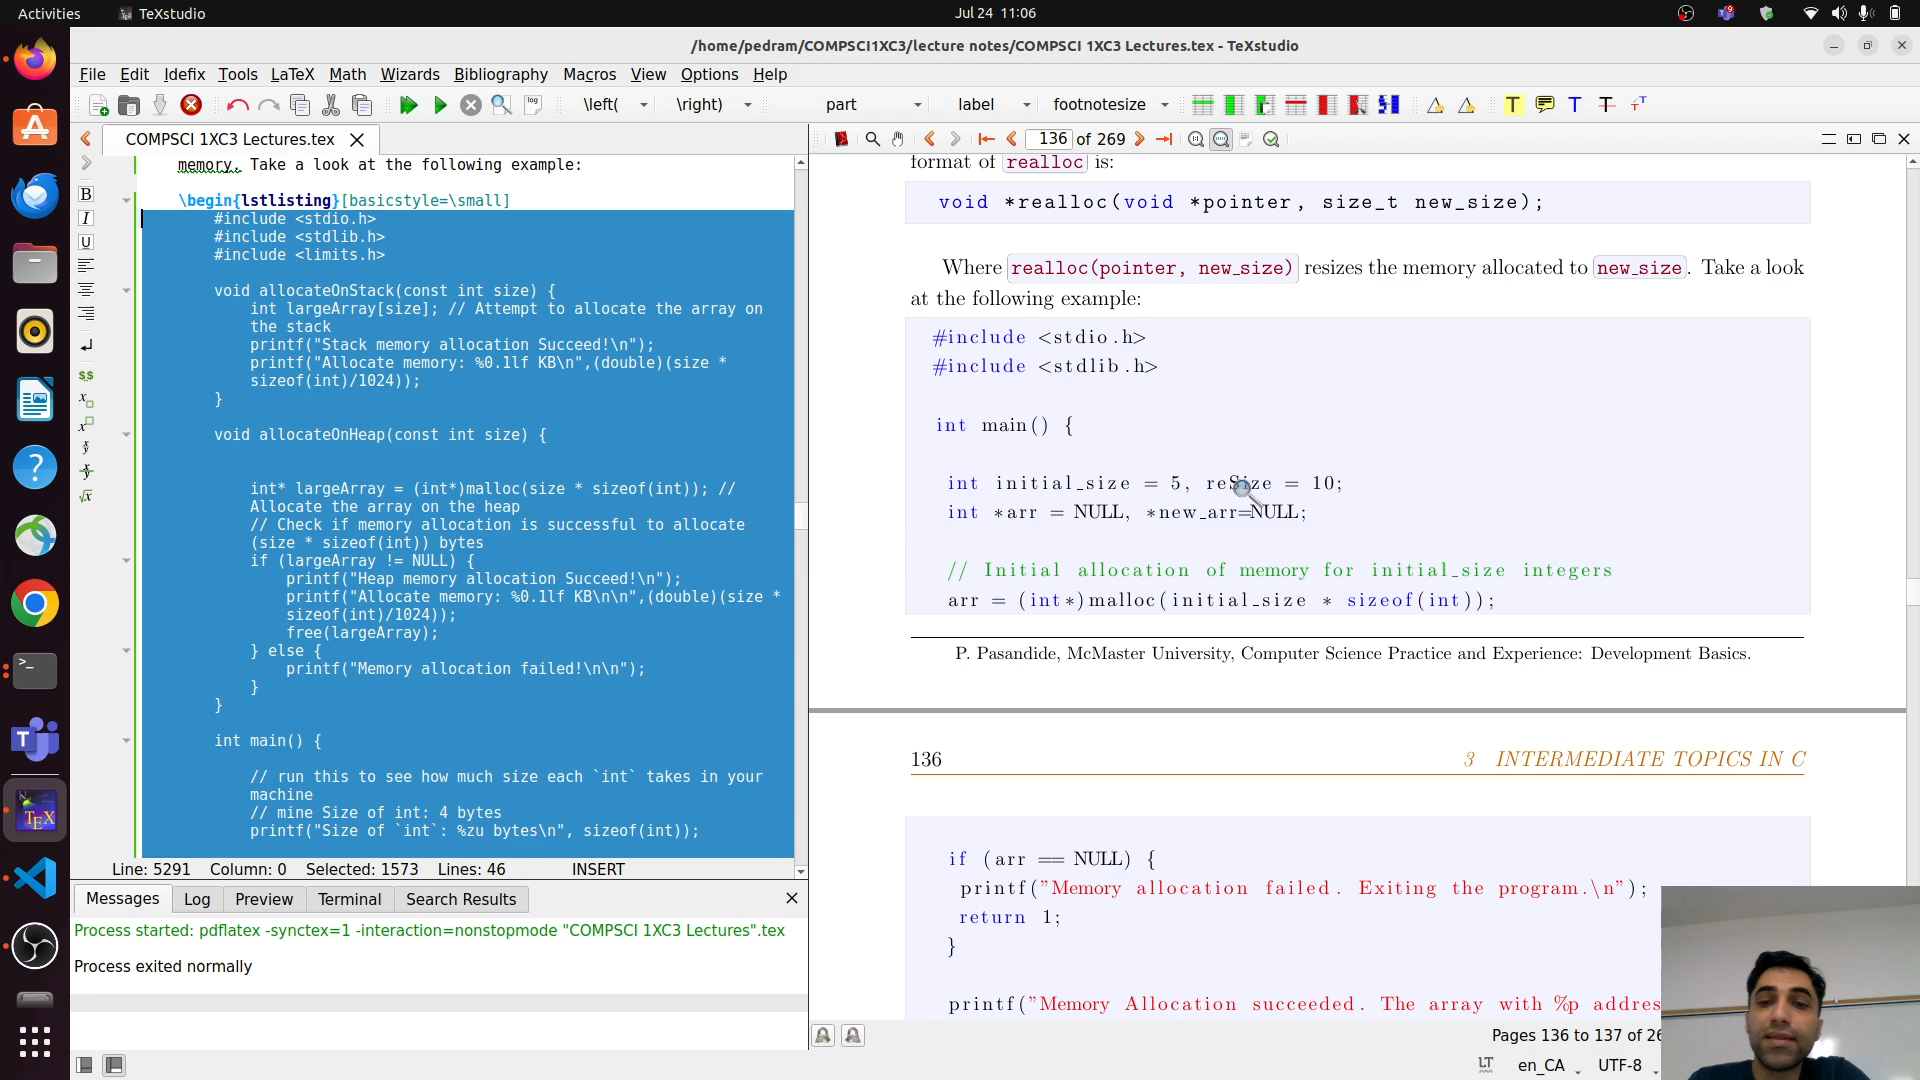 Activities
TeXstudio
Jul 24 11:06
/home/pedram/COMPSCI1XC3/lecture notes/COMPSCI 1XC3 Lectures.tex - TeXstudio
File Edit Idefix Tools LaTeX Math Wizards Bibliography Macros View Options Help
\left( \right) part label footnotesize
COMPSCI 1XC3 Lectures.tex
136 of 269
memory. Take a look at the following example:
\begin{lstlisting}[basicstyle=\small]
#include <stdio.h>
#include <stdlib.h>
#include <limits.h>
void allocateOnStack(const int size) {
int largeArray[size]; // Attempt to allocate the array on
the stack
printf("Stack memory allocation Succeed!\n");
printf("Allocate memory: %0.1lf KB\n",(double)(size *
sizeof(int)/1024));
}
void allocateOnHeap(const int size) {
int* largeArray = (int*)malloc(size * sizeof(int)); //
Allocate the array on the heap
// Check if memory allocation is successful to allocate
(size * sizeof(int)) bytes
if (largeArray != NULL) {
printf("Heap memory allocation Succeed!\n");
printf("Allocate memory: %0.1lf KB\n\n",(double)(size *
sizeof(int)/1024));
free(largeArray);
} else {
printf("Memory allocation failed!\n\n");
}
}
int main() {
// run this to see how much size each `int` takes in your
machine
// mine Size of int: 4 bytes
printf("Size of `int`: %zu bytes\n", sizeof(int));
Line: 5291 Column: 0 Selected: 1573 Lines: 46 INSERT
Messages Log Preview Terminal Search Results
Process started: pdflatex -synctex=1 -interaction=nonstopmode "COMPSCI 1XC3 Lectures".tex
Process exited normally
format of realloc is:
void *realloc(void *pointer, size_t new_size);
Where realloc(pointer, new_size) resizes the memory allocated to new_size. Take a look
at the following example:
#include <stdio.h>
#include <stdlib.h>
int main() {
int initial_size = 5, reSize = 10;
int *arr = NULL, *new_arr=NULL;
// Initial allocation of memory for initial_size integers
arr = (int*)malloc(initial_size * sizeof(int));
P. Pasandide, McMaster University, Computer Science Practice and Experience: Development Basics.
136 3 INTERMEDIATE TOPICS IN C
if (arr == NULL) {
printf("Memory allocation failed. Exiting the program.\n");
return 1;
}
printf("Memory Allocation succeeded. The array with %p addres
Pages 136 to 137 of 26
en_CA UTF-8